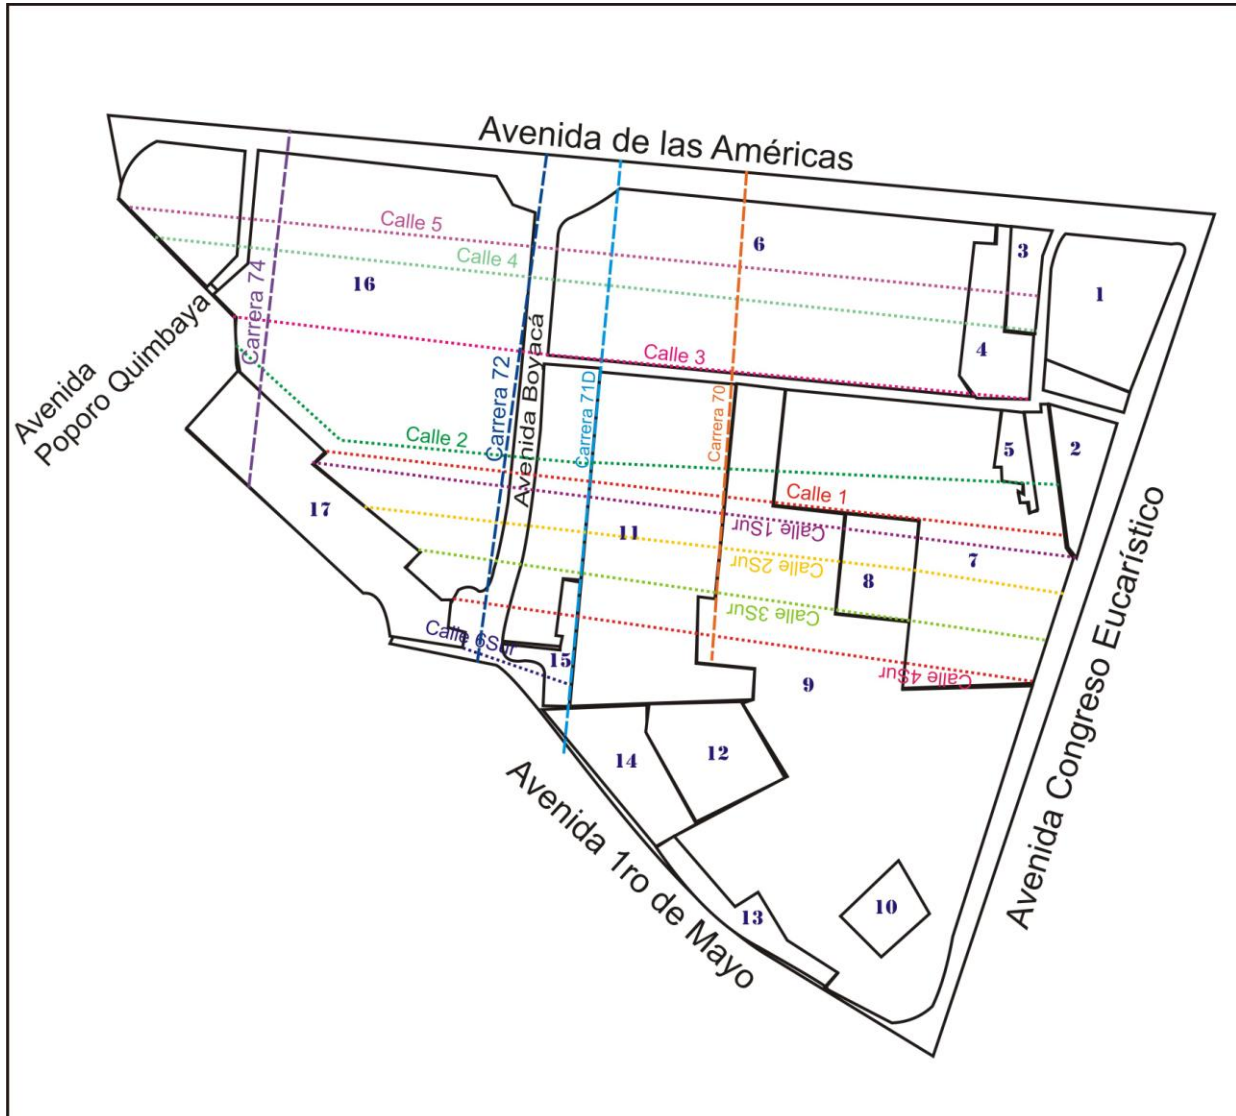 Avenida de las Américas
Calle 5
6
3
Calle 4
16
1
Carrera 74
Avenida
Poporo Quimbaya
Avenida Boyacá
Calle 3
4
Carrera 72
Carrera 71D
Carrera 70
Calle 2
5
2
Calle 1
17
11
Calle 1Sur
Calle 2Sur
8
7
Calle 3Sur
Calle 6Sur
15
Calle 4Sur
9
14
12
Avenida Congreso Eucarístico
Avenida 1ro de Mayo
13
10